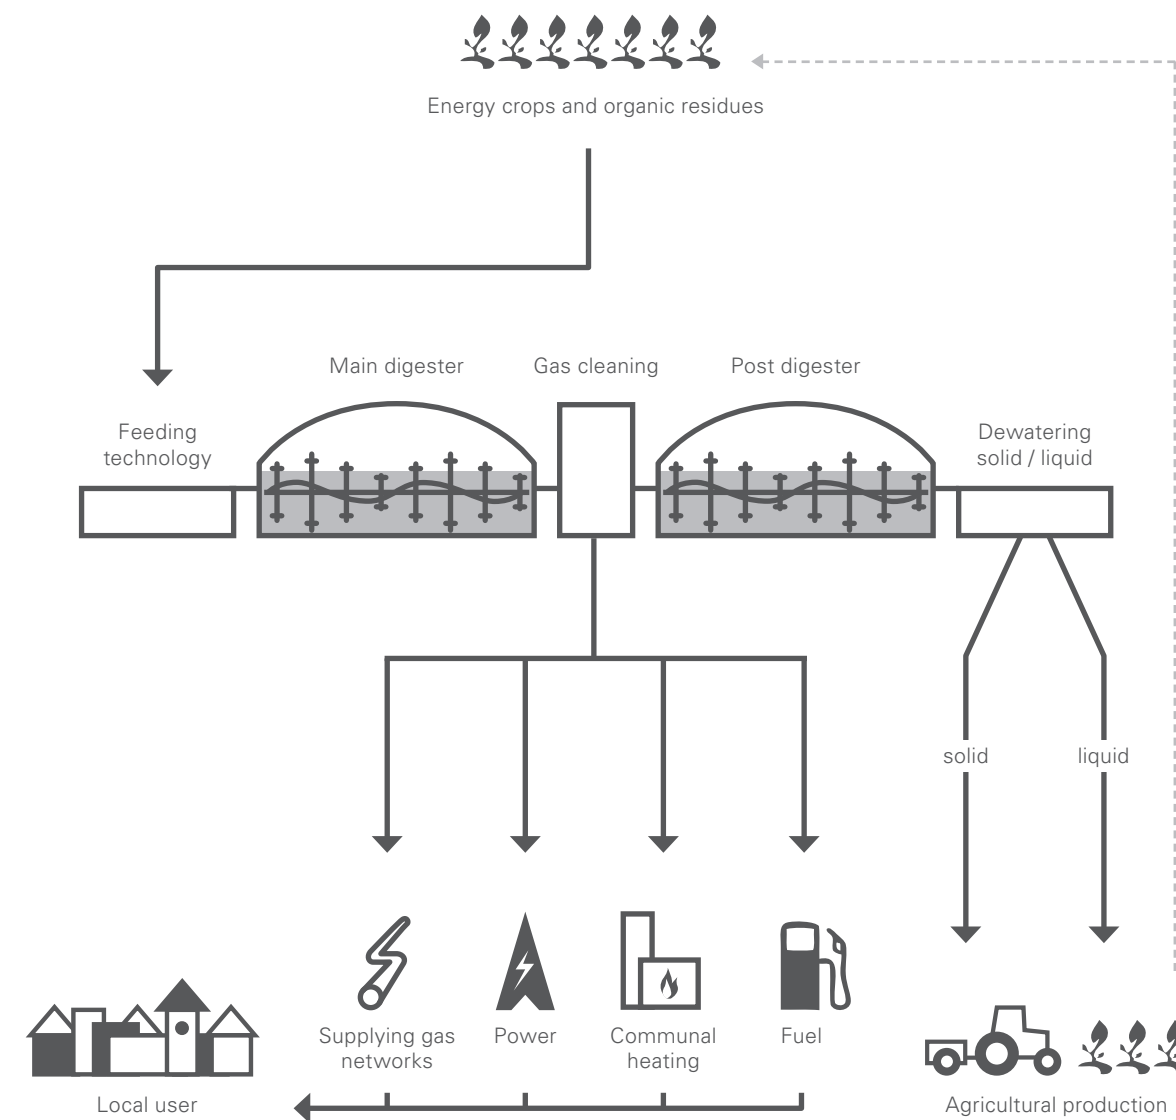 Energy crops and organic residues
Main digester
Gas cleaning
Post digester
Feeding
technology
Dewatering
solid / liquid
solid
liquid
Supplying gas
networks
Power
Communal
heating
Fuel
Local user
Agricultural production